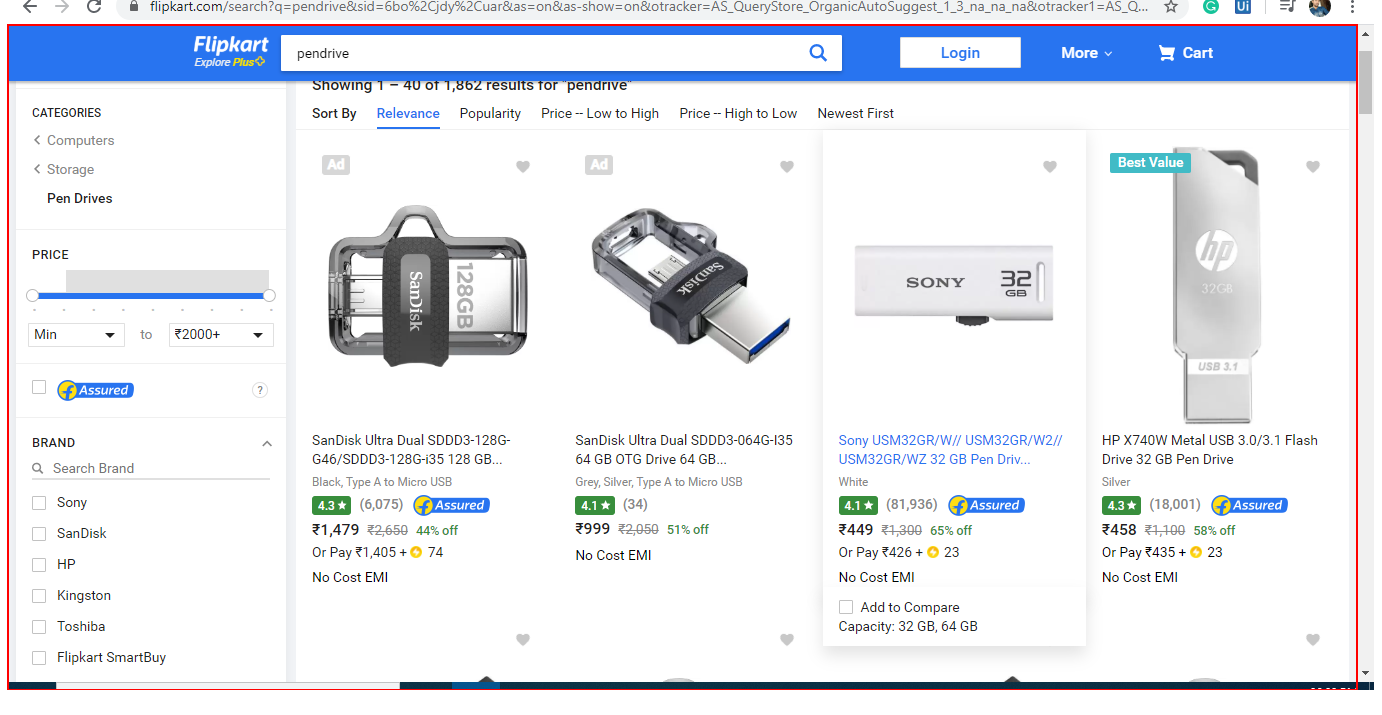 flipkart.com/search?q=pendrive&sid=6bo%2Cjdy%2Cuar&as=on&as-show=on&otracker=AS_QueryStore_OrganicAutoSuggest_1_3_na_na_na&otracker1=AS_Q...
Ui
Flipkart
Explore Plus
pendrive
Login
More
Cart
Showing 1 – 40 of 1,862 results for "pendrive"
Sort By Relevance Popularity Price -- Low to High Price -- High to Low Newest First
CATEGORIES
Computers
Storage
Pen Drives
PRICE
Min to ₹2000+
Assured ?
BRAND
Search Brand
Sony
SanDisk
HP
Kingston
Toshiba
Flipkart SmartBuy
Ad
SanDisk
128GB
SanDisk Ultra Dual SDDD3-128G-
G46/SDDD3-128G-i35 128 GB...
Black, Type A to Micro USB
4.3 ★ (6,075) Assured
₹1,479 ₹2,650 44% off
Or Pay ₹1,405 + 74
No Cost EMI
Ad
SanDisk
SanDisk Ultra Dual SDDD3-064G-I35
64 GB OTG Drive 64 GB...
Grey, Silver, Type A to Micro USB
4.1 ★ (34)
₹999 ₹2,050 51% off
No Cost EMI
SONY 32
GB
Sony USM32GR/W// USM32GR/W2//
USM32GR/WZ 32 GB Pen Driv...
White
4.1 ★ (81,936) Assured
₹449 ₹1,300 65% off
Or Pay ₹426 + 23
No Cost EMI
Add to Compare
Capacity: 32 GB, 64 GB
Best Value
hp
32GB
USB 3.1
HP X740W Metal USB 3.0/3.1 Flash
Drive 32 GB Pen Drive
Silver
4.3 ★ (18,001) Assured
₹458 ₹1,100 58% off
Or Pay ₹435 + 23
No Cost EMI